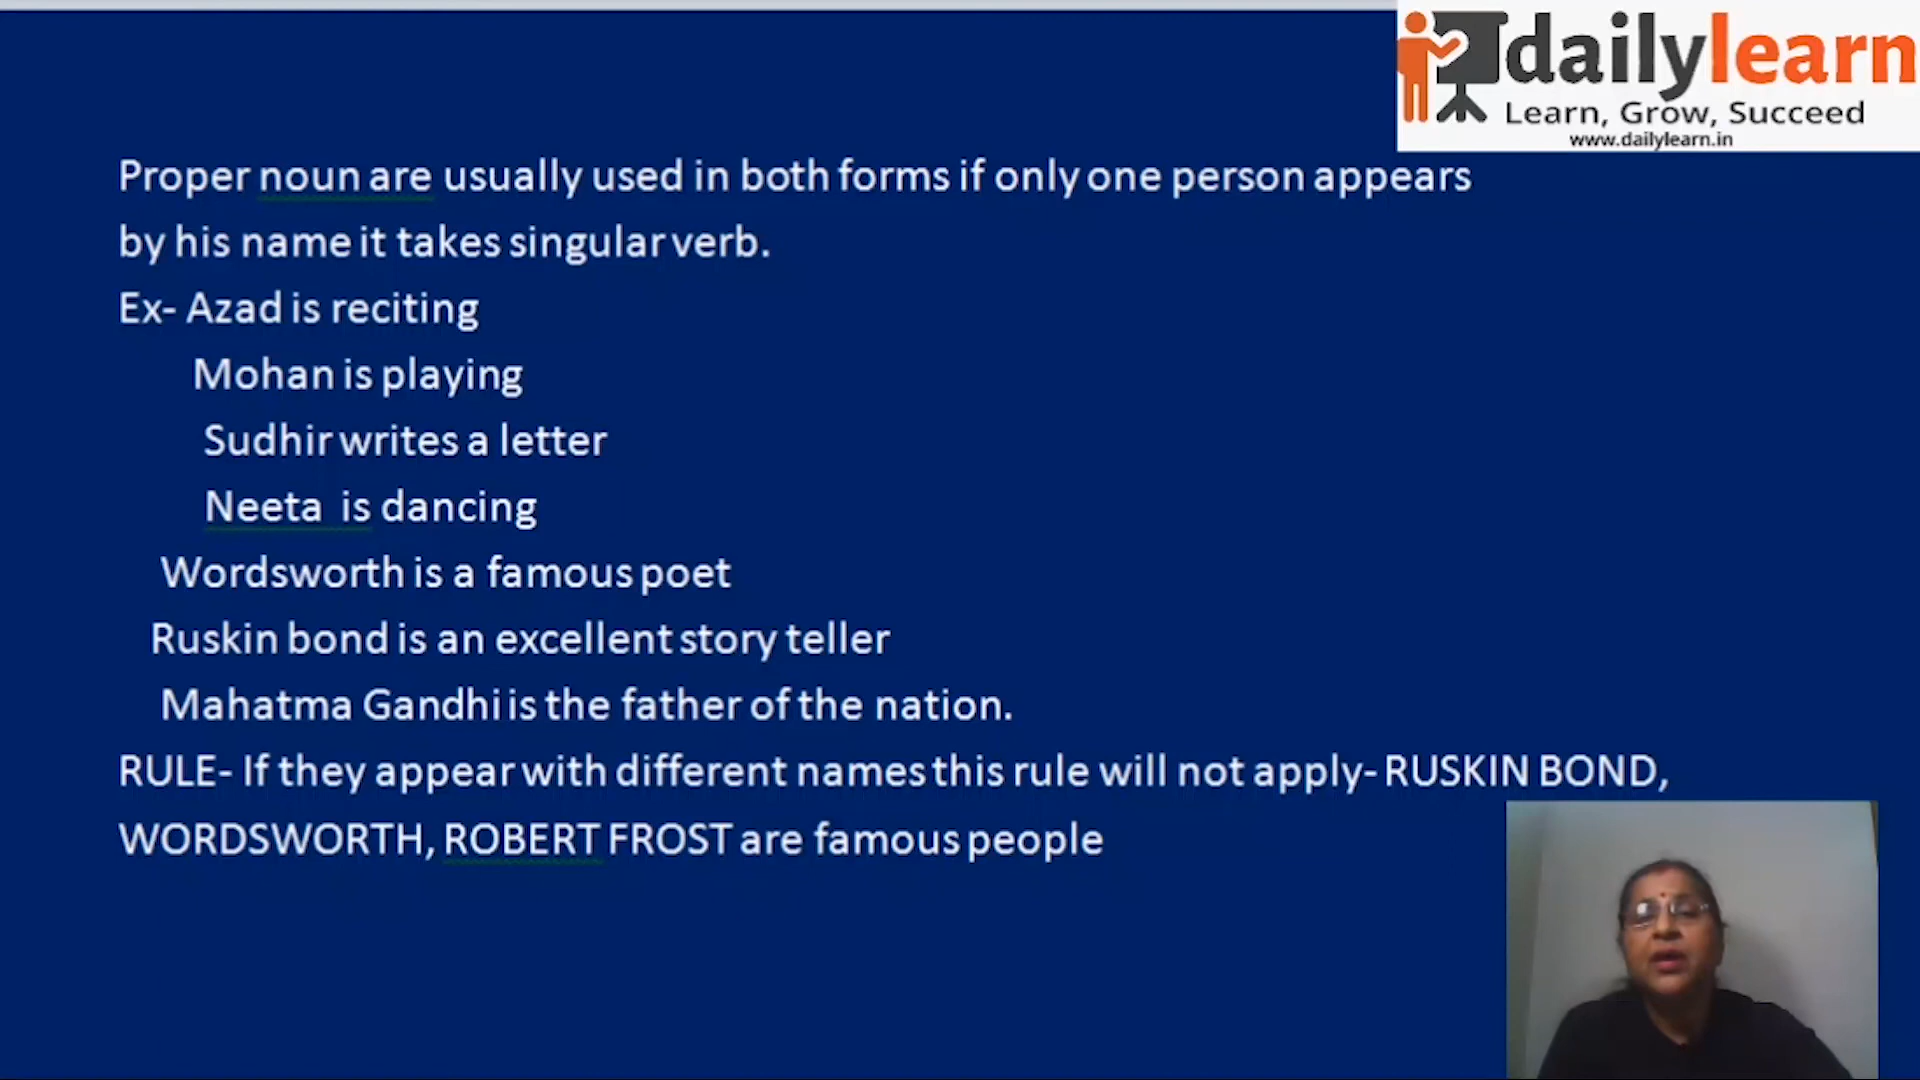 dailylearn
Learn, Grow, Succeed
www.dailylearn.in
Proper noun are usually used in both forms if only one person appears
by his name it takes singular verb.
Ex- Azad is reciting
Mohan is playing
Sudhir writes a letter
Neeta is dancing
Wordsworth is a famous poet
Ruskin bond is an excellent story teller
Mahatma Gandhi is the father of the nation.
RULE- If they appear with different names this rule will not apply- RUSKIN BOND,
WORDSWORTH, ROBERT FROST are famous people